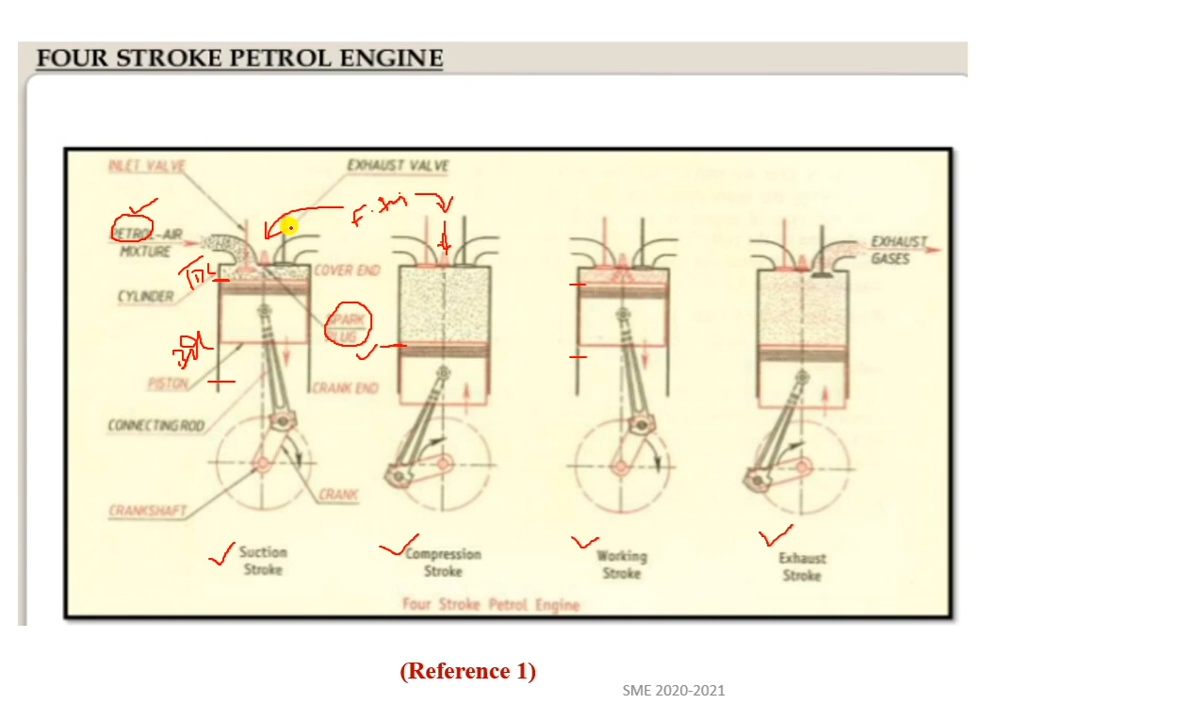 FOUR STROKE PETROL ENGINE
INLET VALVE
EXHAUST VALVE
PETROL-AIR
MIXTURE
EXHAUST
GASES
COVER END
CYLINDER
SPARK
PLUG
PISTON
CRANK END
CONNECTING ROD
CRANK
CRANKSHAFT
Suction
Stroke
Compression
Stroke
Working
Stroke
Exhaust
Stroke
Four Stroke Petrol Engine
(Reference 1)
SME 2020-2021